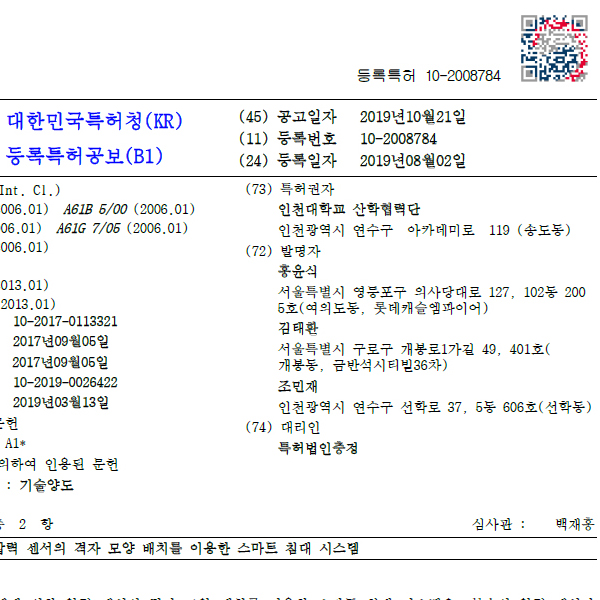 등록특허 10-2008784
대한민국특허청(KR)
등록특허공보(B1)
(45) 공고일자 2019년10월21일
(11) 등록번호 10-2008784
(24) 등록일자 2019년08월02일
Int. Cl.)
006.01) A61B 5/00 (2006.01)
06.01) A61G 7/05 (2006.01)
006.01)
013.01)
(2013.01)
10-2017-0113321
2017년09월05일
2017년09월05일
10-2019-0026422
2019년03월13일
문헌
A1*
의하여 인용된 문헌
: 기술양도
(73) 특허권자
인천대학교 산학협력단
인천광역시 연수구 아카데미로 119 (송도동)
(72) 발명자
홍윤식
서울특별시 영등포구 의사당대로 127, 102동 200
5호(여의도동, 롯데캐슬엠파이어)
김태환
서울특별시 구로구 개봉로1가길 49, 401호(
개봉동, 금반석시티빌36차)
조민재
인천광역시 연수구 선학로 37, 5동 606호(선학동)
(74) 대리인
특허법인충정
총 2 항 심사관 : 백재홍
압력 센서의 격자 모양 배치를 이용한 스마트 침대 시스템